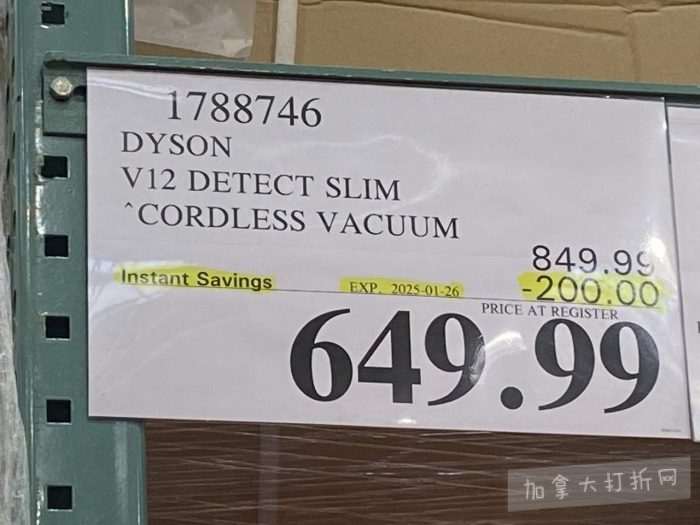 1788746
DYSON
V12 DETECT SLIM
^CORDLESS VACUUM
849.99
Instant Savings EXP. 2025-01-26 -200.00
PRICE AT REGISTER
649.99
加拿大打折网